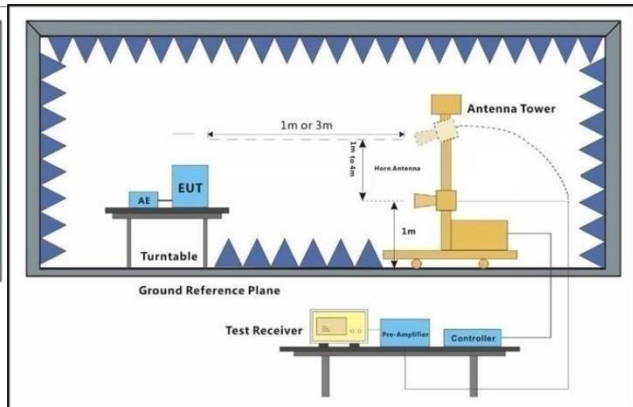 Antenna Tower
1m or 3m
1m to 4m
Horn Antenna
EUT
AE
1m
Turntable
Ground Reference Plane
Test Receiver
Pre-Amplifier
Controller